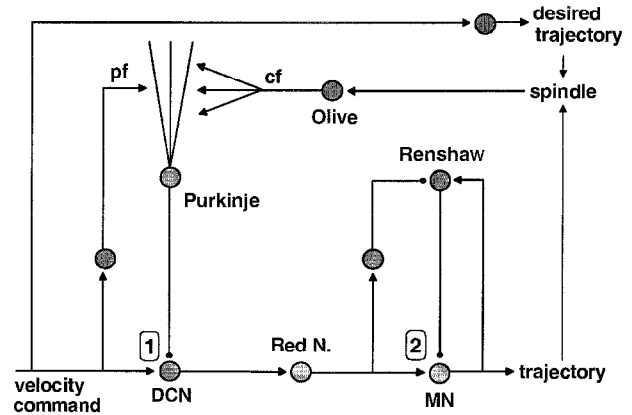 desired
trajectory
pf
cf
spindle
Olive
Renshaw
Purkinje
1
Red N.
2
velocity
command
DCN
MN
trajectory